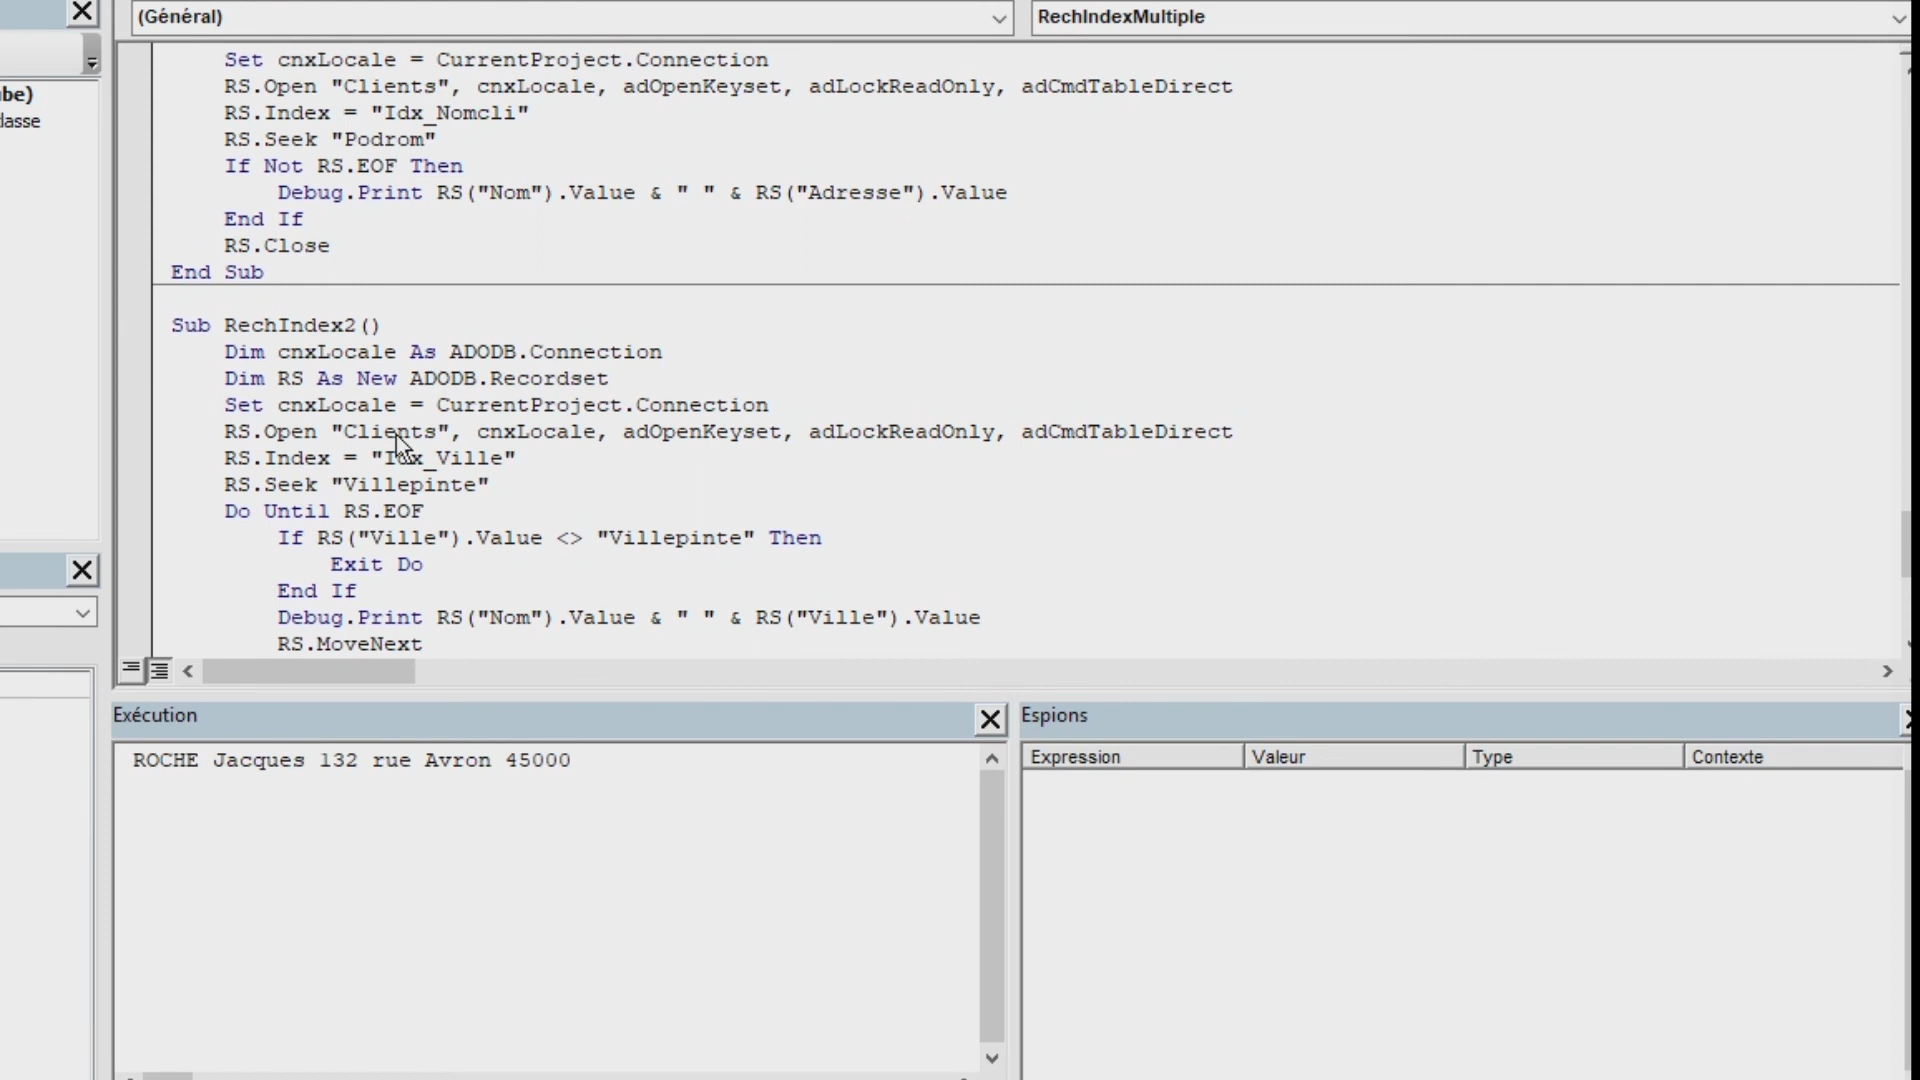 (Général)
RechIndexMultiple
Set cnxLocale = CurrentProject.Connection
RS.Open "Clients", cnxLocale, adOpenKeyset, adLockReadOnly, adCmdTableDirect
RS.Index = "Idx_Nomcli"
RS.Seek "Podrom"
If Not RS.EOF Then
Debug.Print RS("Nom").Value & " " & RS("Adresse").Value
End If
RS.Close
End Sub
Sub RechIndex2()
Dim cnxLocale As ADODB.Connection
Dim RS As New ADODB.Recordset
Set cnxLocale = CurrentProject.Connection
RS.Open "Clients", cnxLocale, adOpenKeyset, adLockReadOnly, adCmdTableDirect
RS.Index = "Idx_Ville"
RS.Seek "Villepinte"
Do Until RS.EOF
If RS("Ville").Value <> "Villepinte" Then
Exit Do
End If
Debug.Print RS("Nom").Value & " " & RS("Ville").Value
RS.MoveNext
Exécution
ROCHE Jacques 132 rue Avron 45000
Espions
Expression Valeur Type Contexte